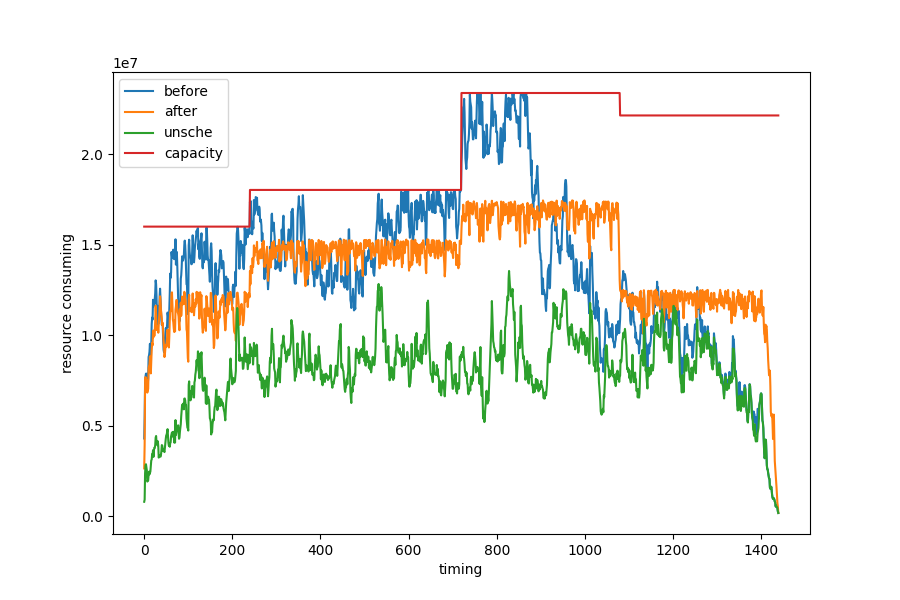 1e7
before
after
unsche
capacity
2.0
1.5
1.0
0.5
0.0
resource consuming
0 200 400 600 800 1000 1200 1400
timing